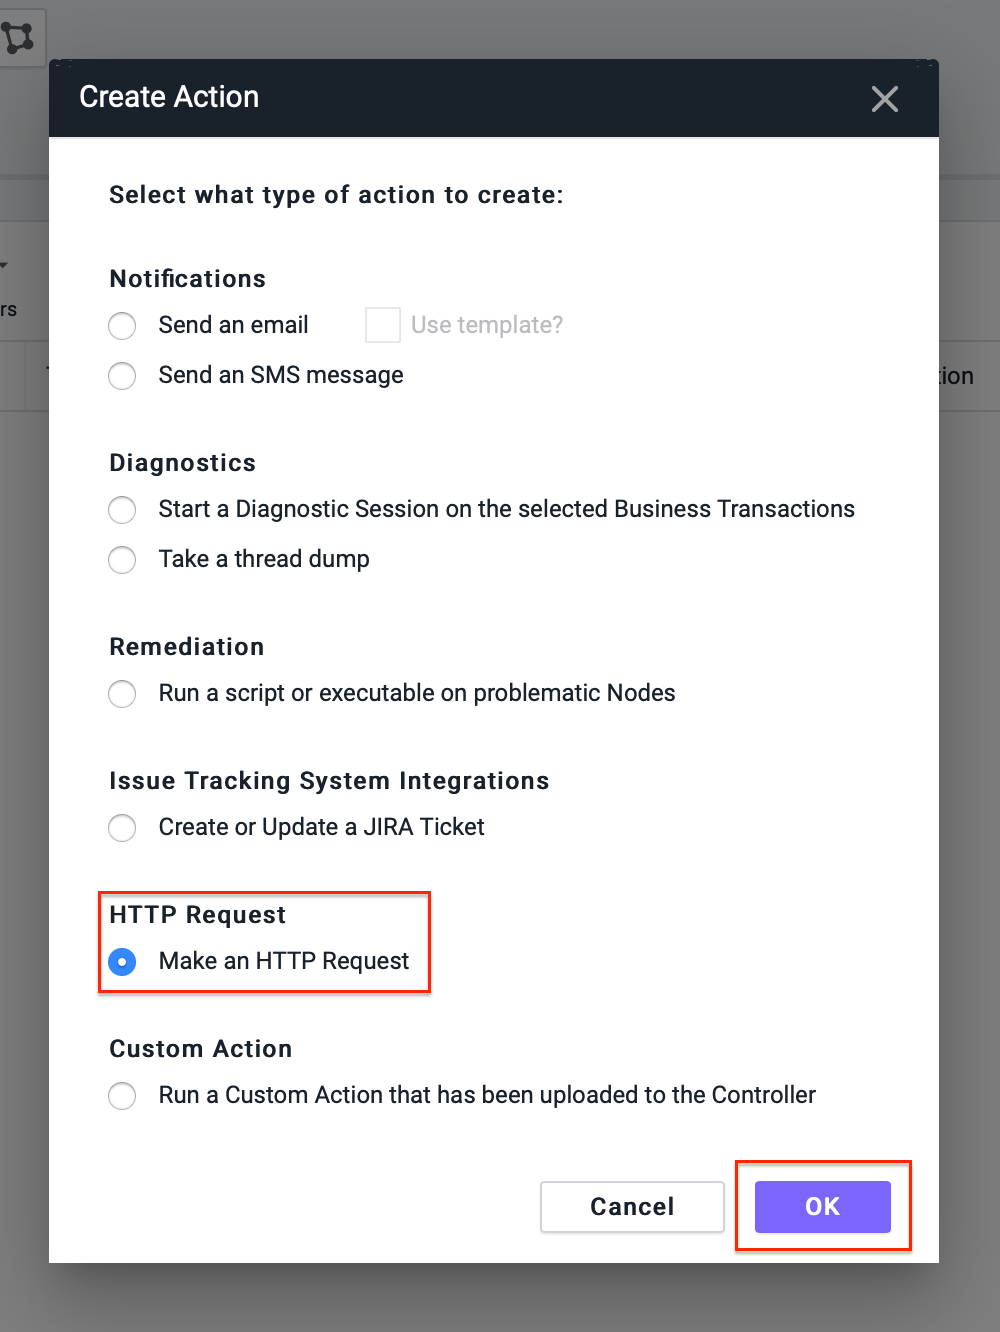 Create Action
Select what type of action to create:
Notifications
Send an email Use template?
Send an SMS message
Diagnostics
Start a Diagnostic Session on the selected Business Transactions
Take a thread dump
Remediation
Run a script or executable on problematic Nodes
Issue Tracking System Integrations
Create or Update a JIRA Ticket
HTTP Request
Make an HTTP Request
Custom Action
Run a Custom Action that has been uploaded to the Controller
Cancel OK